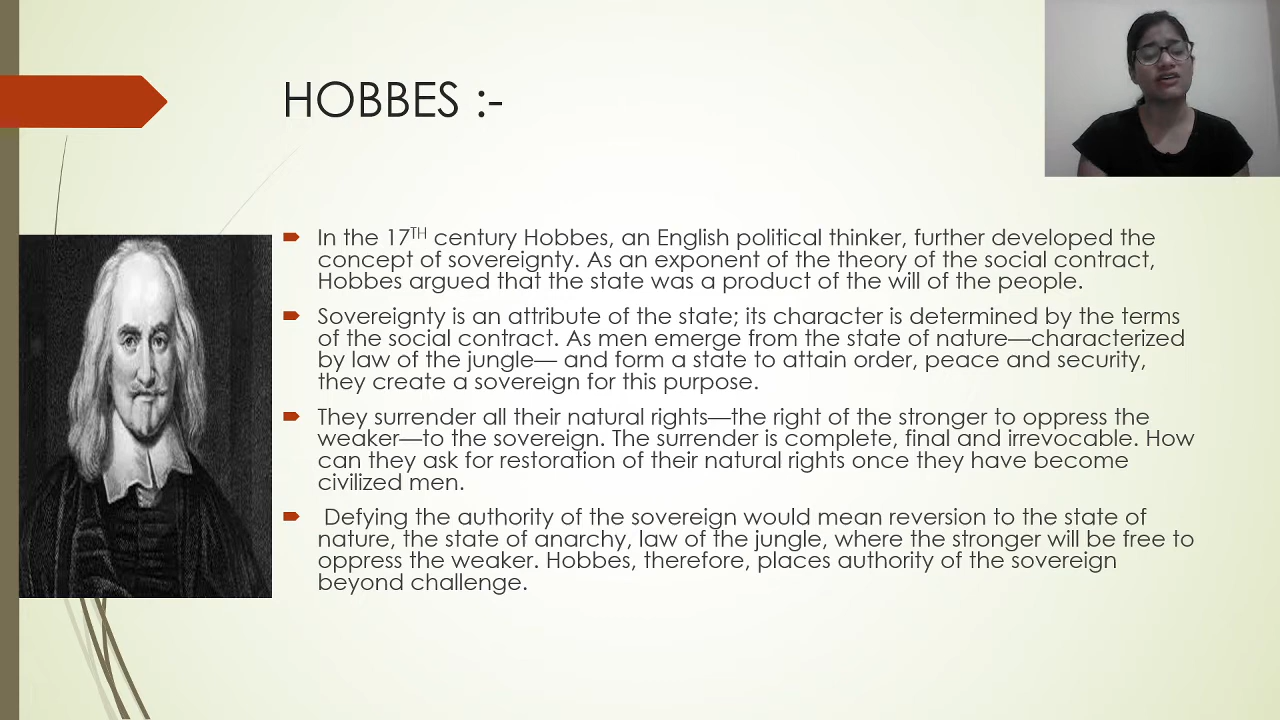 HOBBES :-
In the 17TH century Hobbes, an English political thinker, further developed the
concept of sovereignty. As an exponent of the theory of the social contract,
Hobbes argued that the state was a product of the will of the people.
Sovereignty is an attribute of the state; its character is determined by the terms
of the social contract. As men emerge from the state of nature—characterized
by law of the jungle— and form a state to attain order, peace and security,
they create a sovereign for this purpose.
They surrender all their natural rights—the right of the stronger to oppress the
weaker—to the sovereign. The surrender is complete, final and irrevocable. How
can they ask for restoration of their natural rights once they have become
civilized men.
Defying the authority of the sovereign would mean reversion to the state of
nature, the state of anarchy, law of the jungle, where the stronger will be free to
oppress the weaker. Hobbes, therefore, places authority of the sovereign
beyond challenge.